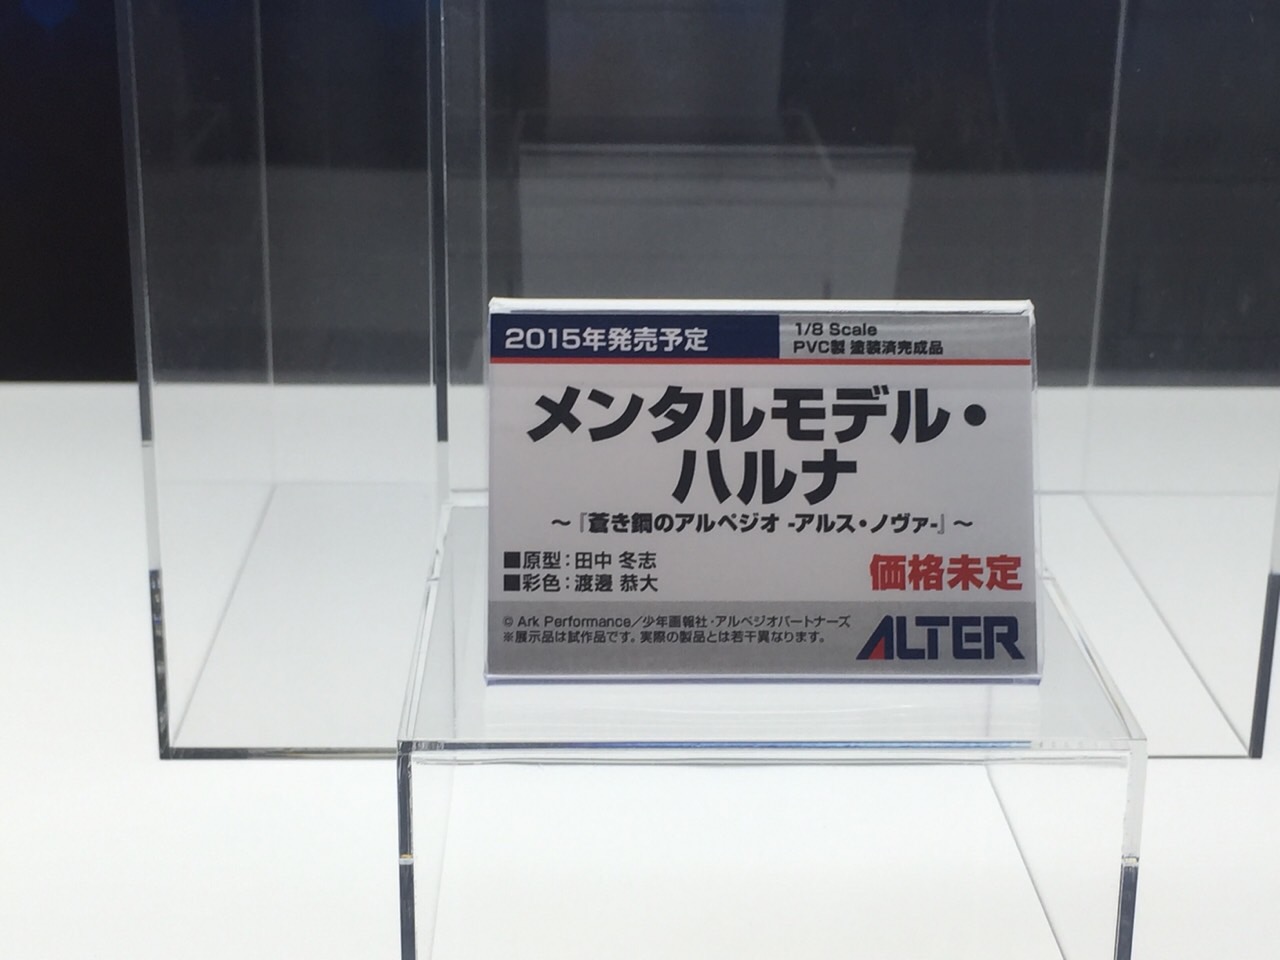 2015年発売予定
1/8 Scale
PVC製 塗装済完成品
メンタルモデル・
ハルナ
～『蒼き鋼のアルペジオ -アルス・ノヴァ-』～
■原型：田中 冬志
■彩色：渡邊 恭大
価格未定
© Ark Performance／少年画報社・アルペジオパートナーズ
※展示品は試作品です。実際の製品とは若干異なります。
ALTER